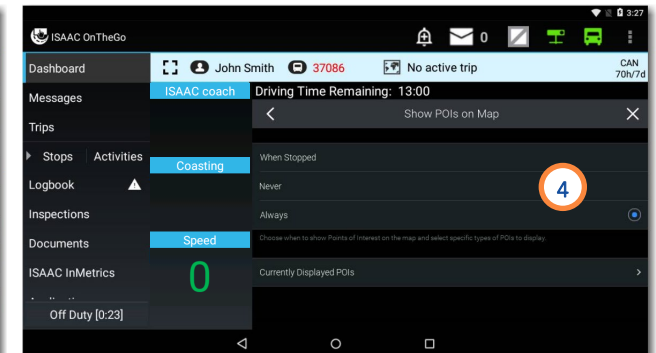 3:27
ISAAC OnTheGo
0
Dashboard
John Smith
37086
No active trip
CAN
70h/7d
Messages
ISAAC coach
Driving Time Remaining: 13:00
Show POIs on Map
Trips
Stops
Activities
Coasting
When Stopped
Logbook
Never
4
Inspections
Always
Documents
Speed
Choose when to show Points of Interest on the map and select specific types of POIs to display.
ISAAC InMetrics
0
Currently Displayed POIs
Off Duty [0:23]